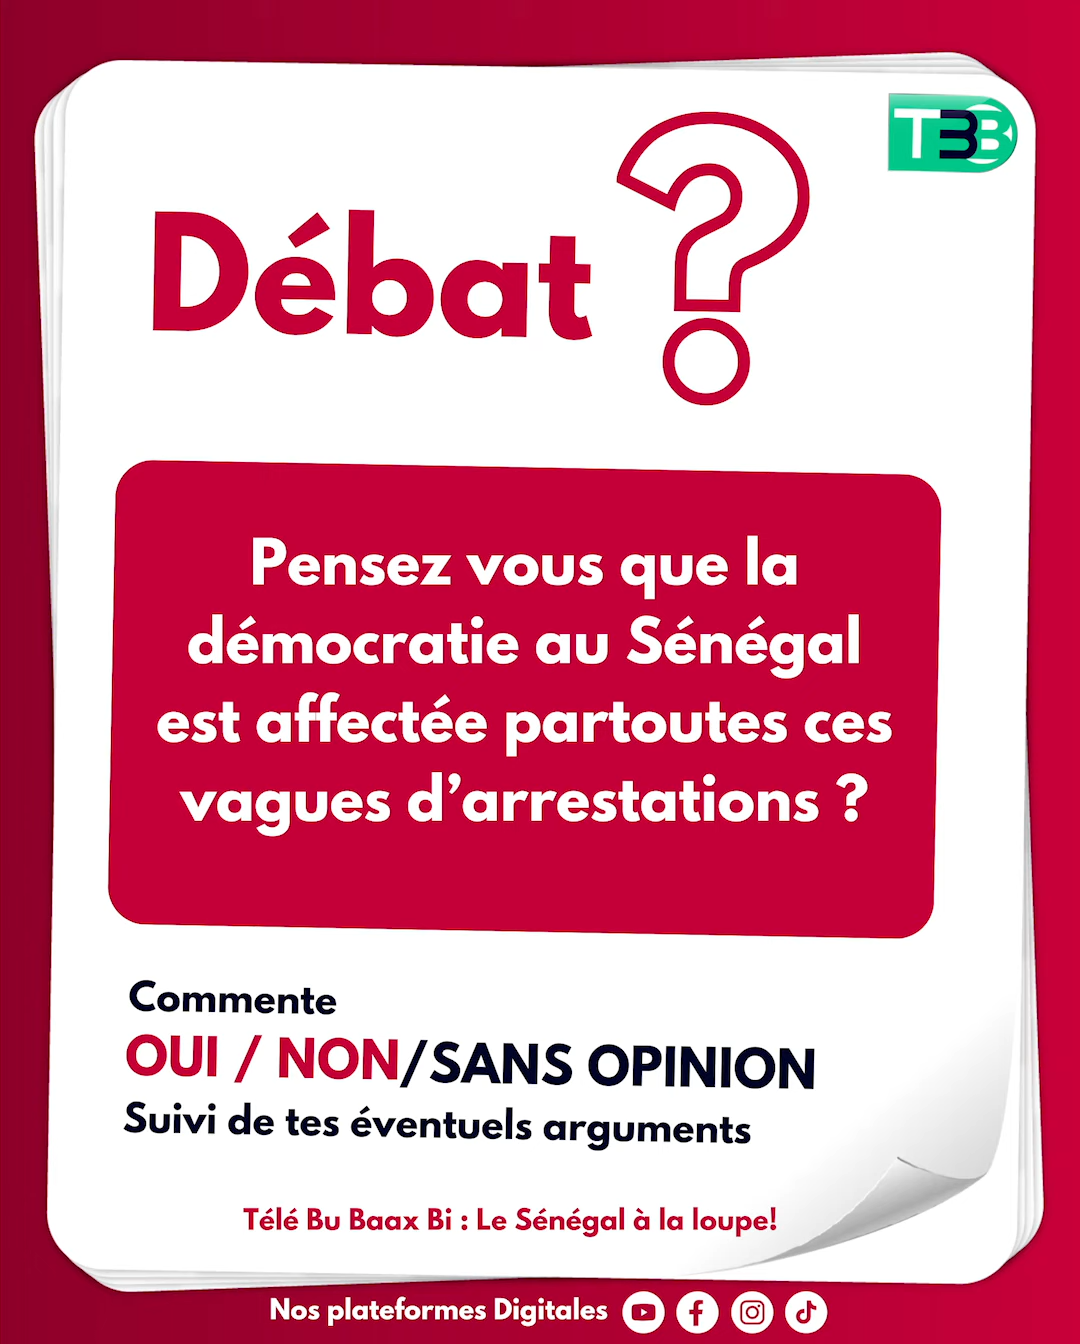 TBB
Débat ?
Pensez vous que la
démocratie au Sénégal
est affectée partoutes ces
vagues d’arrestations ?
Commente
OUI / NON/SANS OPINION
Suivi de tes éventuels arguments
Télé Bu Baax Bi : Le Sénégal à la loupe!
Nos plateformes Digitales